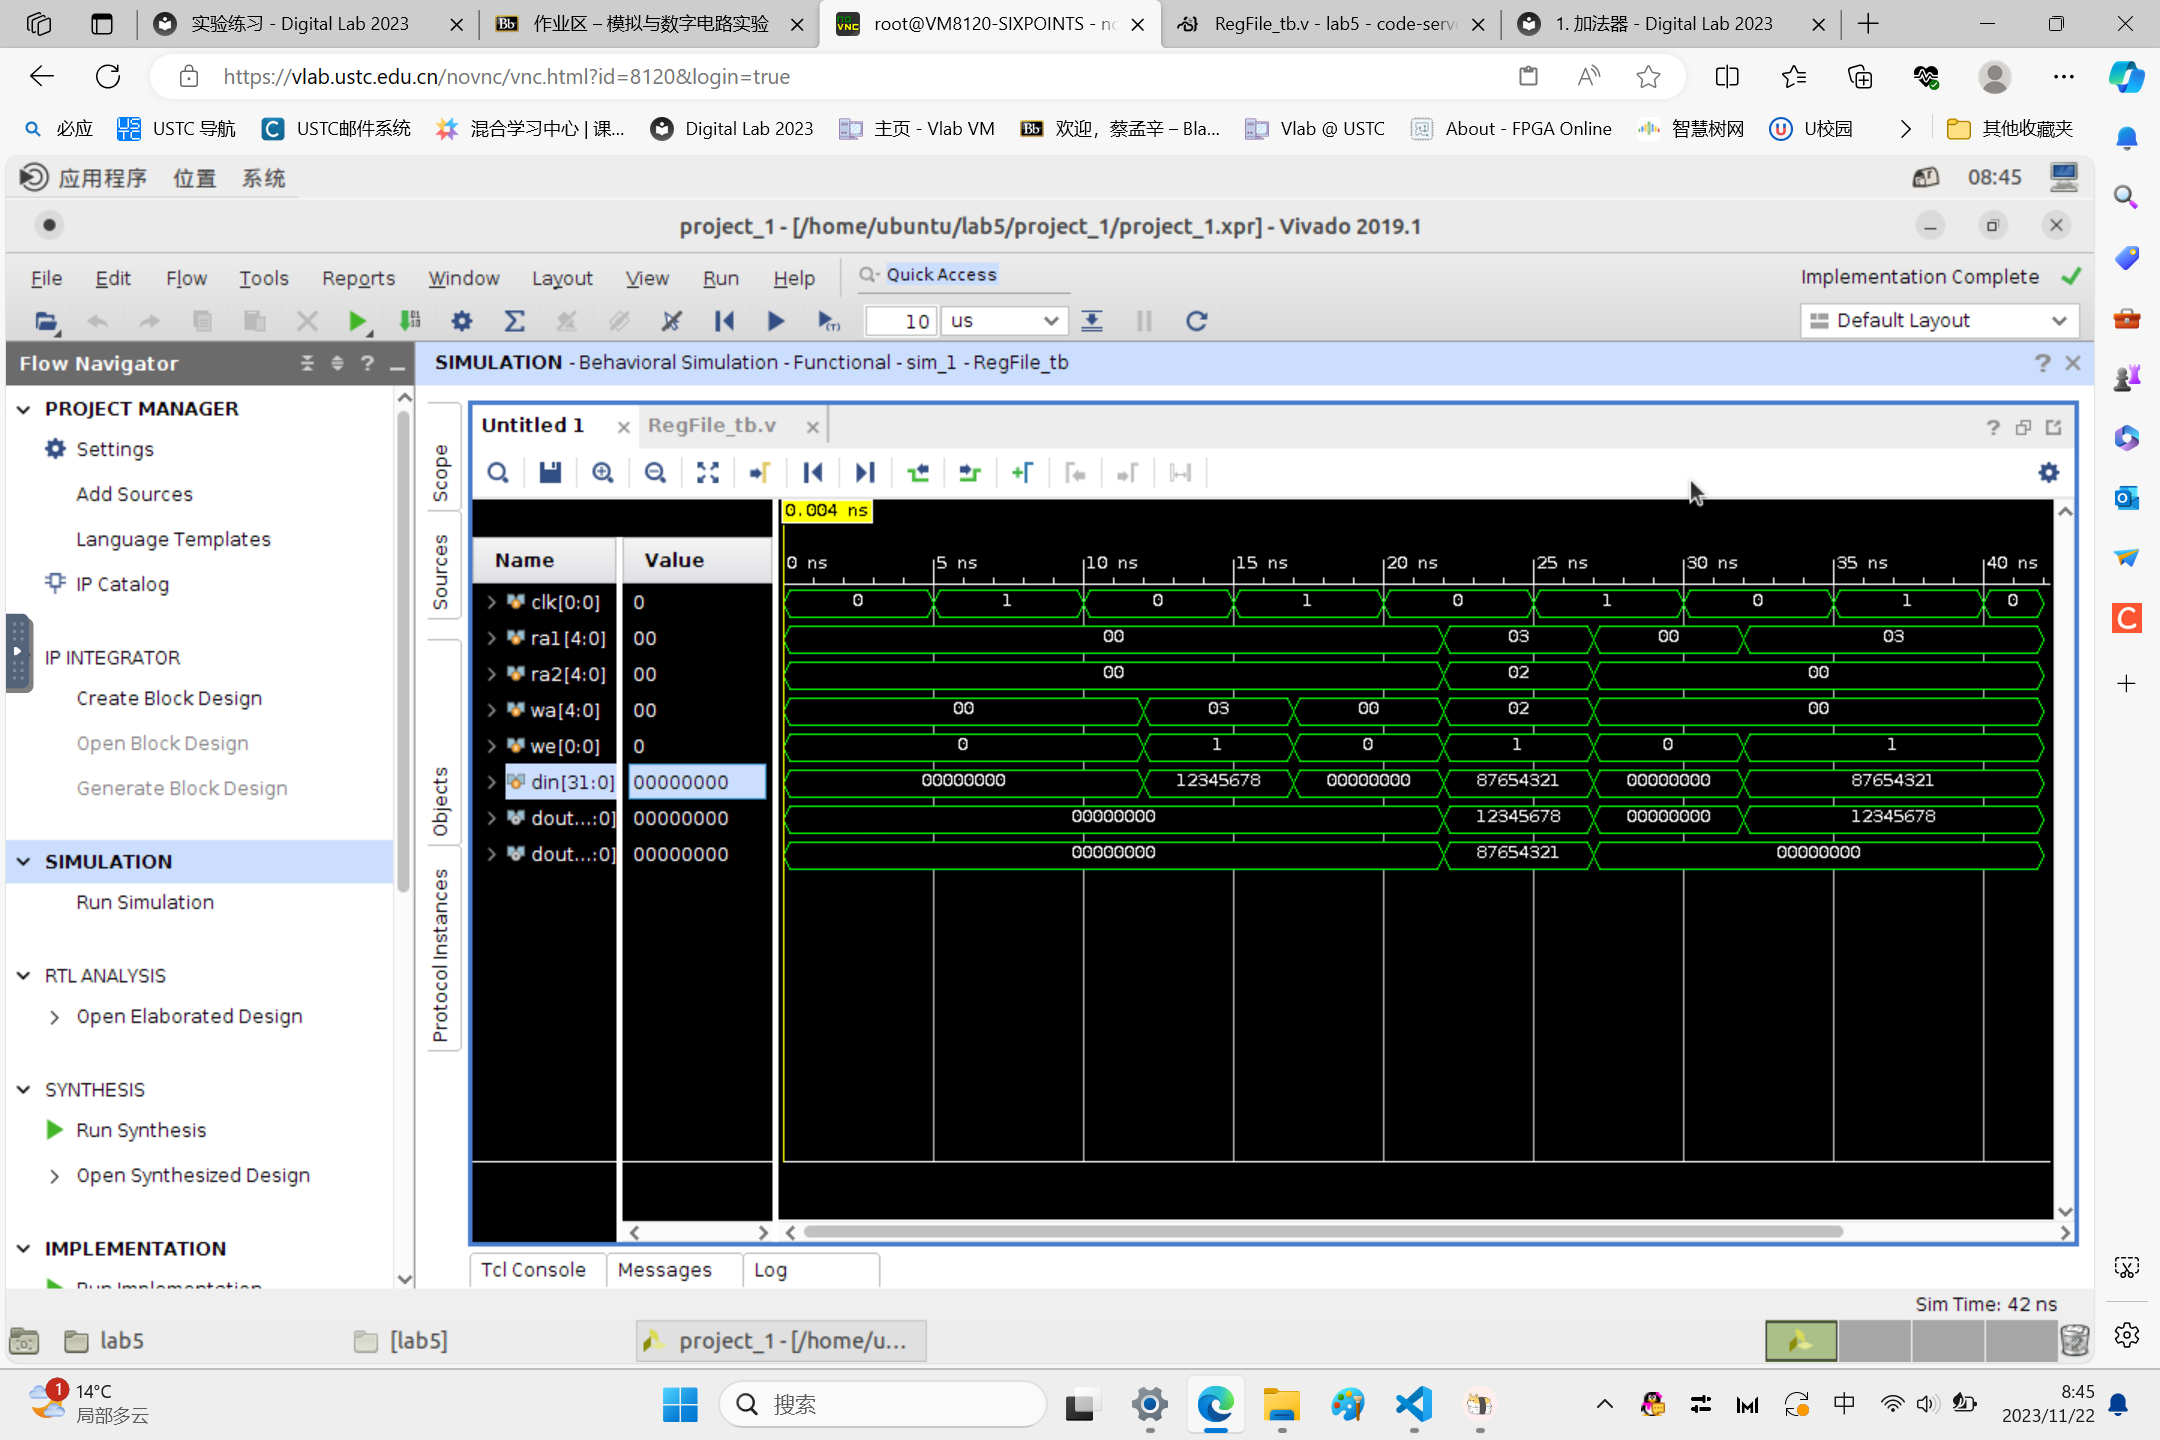 实验练习 - Digital Lab 2023
作业区 – 模拟与数字电路实验
root@VM8120-SIXPOINTS - no
RegFile_tb.v - lab5 - code-serve
1. 加法器 - Digital Lab 2023
https://vlab.ustc.edu.cn/novnc/vnc.html?id=8120&login=true
必应 USTC 导航 USTC邮件系统 混合学习中心 | 课... Digital Lab 2023 主页 - Vlab VM 欢迎，蔡孟辛 – Bla... Vlab @ USTC About - FPGA Online 智慧树网 U校园 其他收藏夹
应用程序 位置 系统 08:45
project_1 - [/home/ubuntu/lab5/project_1/project_1.xpr] - Vivado 2019.1
File Edit Flow Tools Reports Window Layout View Run Help Quick Access Implementation Complete
10 us Default Layout
Flow Navigator
SIMULATION - Behavioral Simulation - Functional - sim_1 - RegFile_tb
PROJECT MANAGER
Settings
Add Sources
Language Templates
IP Catalog
IP INTEGRATOR
Create Block Design
Open Block Design
Generate Block Design
SIMULATION
Run Simulation
RTL ANALYSIS
Open Elaborated Design
SYNTHESIS
Run Synthesis
Open Synthesized Design
IMPLEMENTATION
Run Implementation
Scope
Sources
Objects
Protocol Instances
Untitled 1 RegFile_tb.v
0.004 ns
Name Value 0 ns 5 ns 10 ns 15 ns 20 ns 25 ns 30 ns 35 ns 40 ns
clk[0:0] 0 0 1 0 1 0 1 0 1 0
ra1[4:0] 00 00 03 00 03
ra2[4:0] 00 00 02 00
wa[4:0] 00 00 03 00 02 00
we[0:0] 0 0 1 0 1 0 1
din[31:0] 00000000 00000000 12345678 00000000 87654321 00000000 87654321
dout...:0] 00000000 00000000 12345678 00000000 12345678
dout...:0] 00000000 00000000 87654321 00000000
Tcl Console Messages Log
Sim Time: 42 ns
lab5 [lab5] project_1 - [/home/u...
1 14°C
局部多云
搜索
中
8:45
2023/11/22